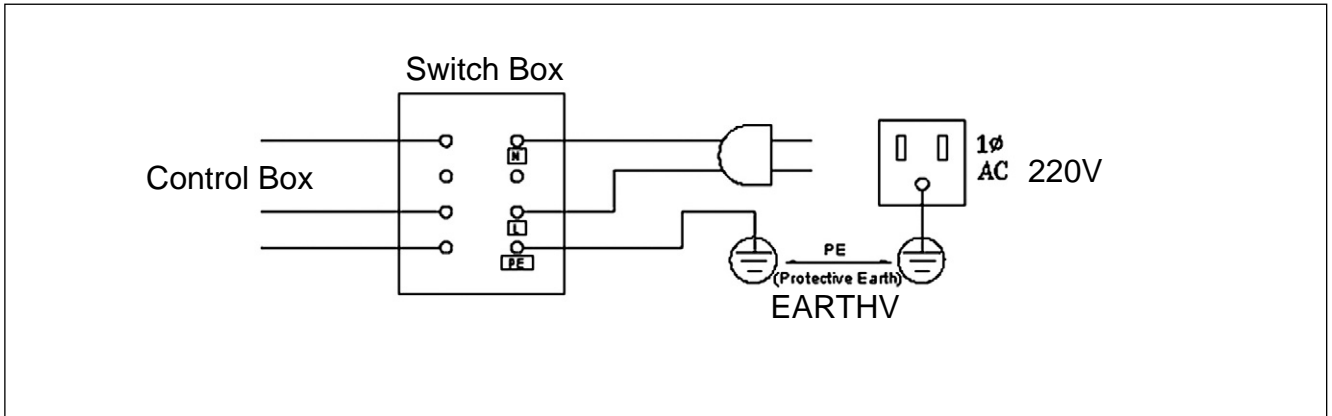 Switch Box
N
1ø
Control Box
AC 220V
L
PE
PE
(Protective Earth)
EARTHV